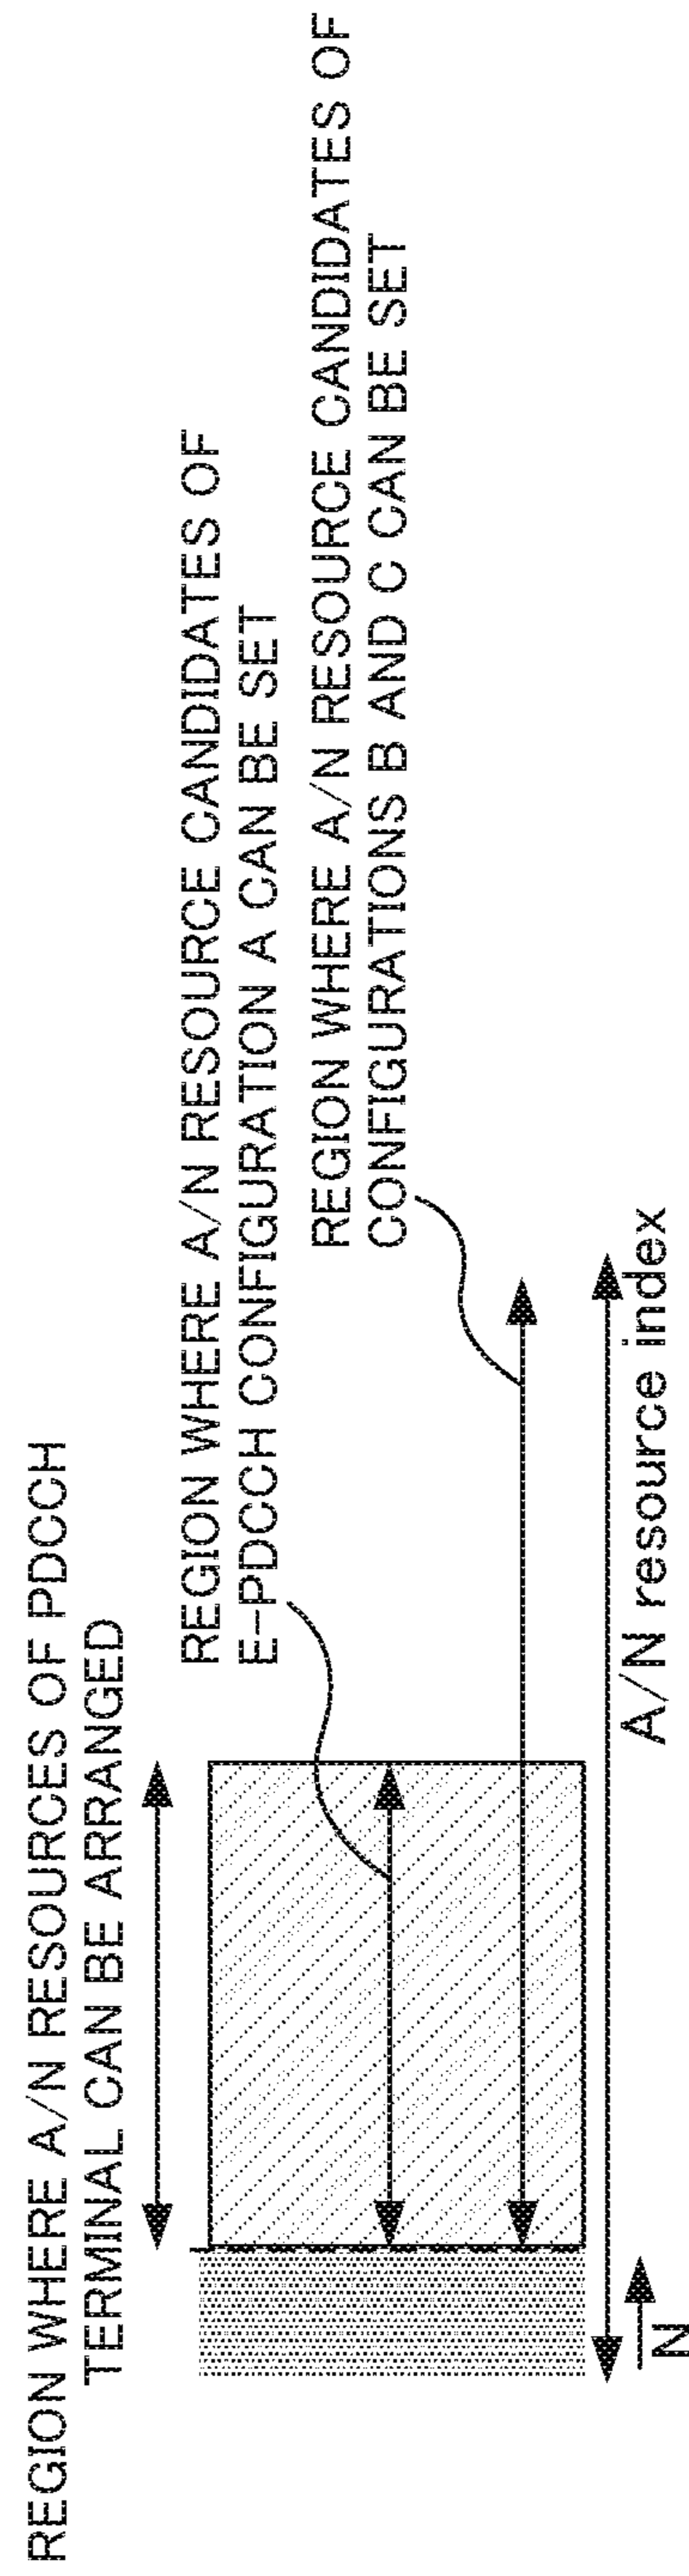 REGION WHERE A/N RESOURCES OF PDCCH
TERMINAL CAN BE ARRANGED
REGION WHERE A/N RESOURCE CANDIDATES OF
E-PDCCH CONFIGURATION A CAN BE SET
REGION WHERE A/N RESOURCE CANDIDATES OF
CONFIGURATIONS B AND C CAN BE SET
A/N resource index
N